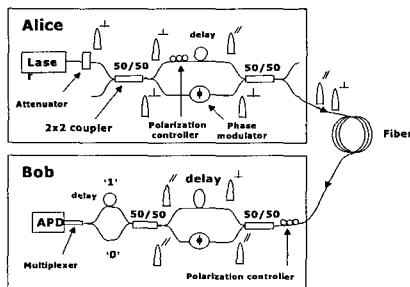 Alice
Lase
r
50/50
delay
50/50
Attenuator
2x2 coupler
Polarization
controller
Phase
modulator
Fiber
Bob
'1'
delay
50/50
delay
50/50
APD
Multiplexer
'0'
Polarization controller
⊥
⊥
//
⊥
⊥
⊥
//
⊥
//
⊥
//
//
Φ
Φ